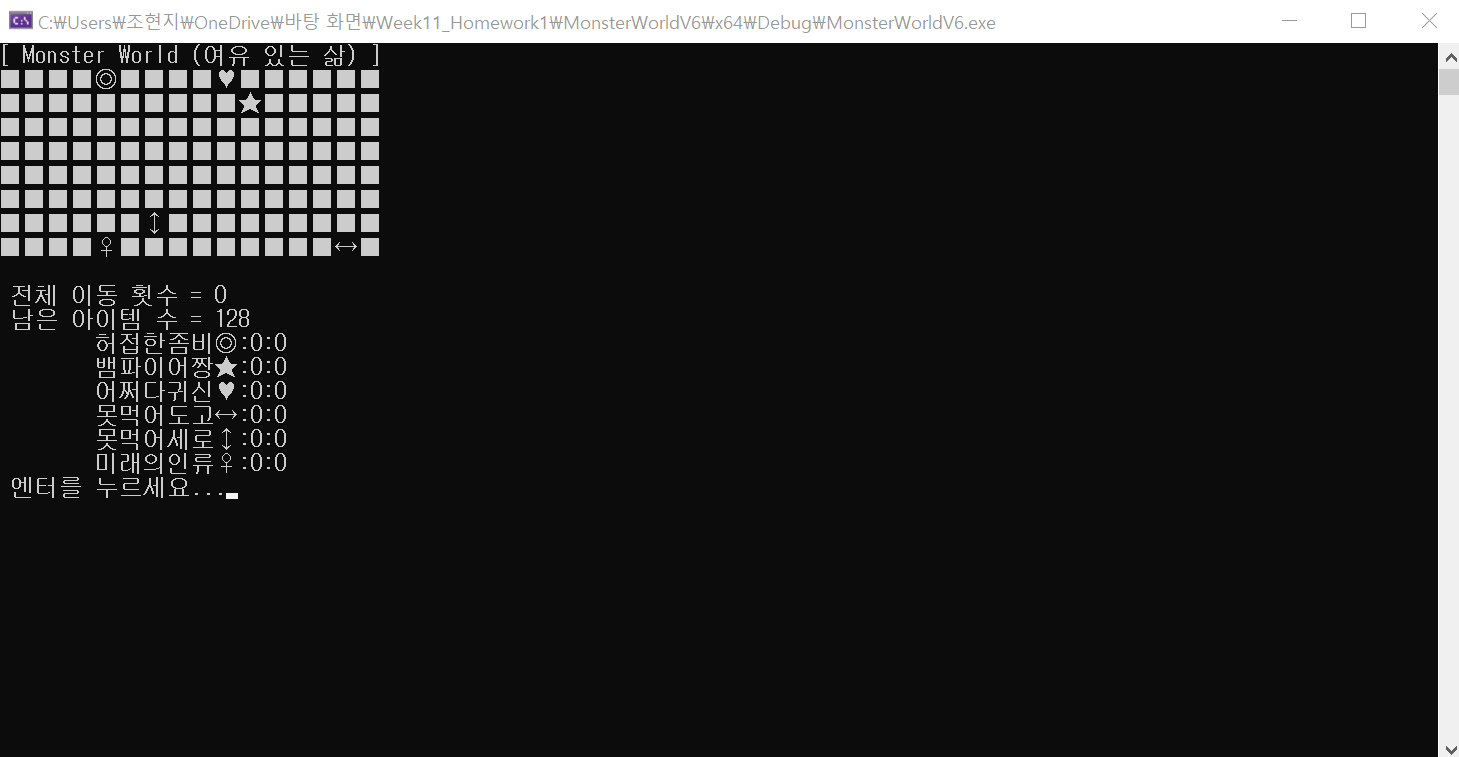 C:\Users\조현지\OneDrive\바탕 화면\Week11_Homework1\MonsterWorldV6\x64\Debug\MonsterWorldV6.exe
[ Monster World (여유 있는 삶) ]
■■■■◎■■■■♥■■■■■■
■■■■■■■■■■★■■■■■
■■■■■■■■■■■■■■■■
■■■■■■■■■■■■■■■■
■■■■■■■■■■■■■■■■
■■■■■■■■■■■■■■■■
■■■■■■↕■■■■■■■■■
■■■■♀■■■■■■■■■↔■
전체 이동 횟수 = 0
남은 아이템 수 = 128
허접한좀비◎:0:0
뱀파이어짱★:0:0
어쩌다귀신♥:0:0
못먹어도고↔:0:0
못먹어세로↕:0:0
미래의인류♀:0:0
엔터를 누르세요...